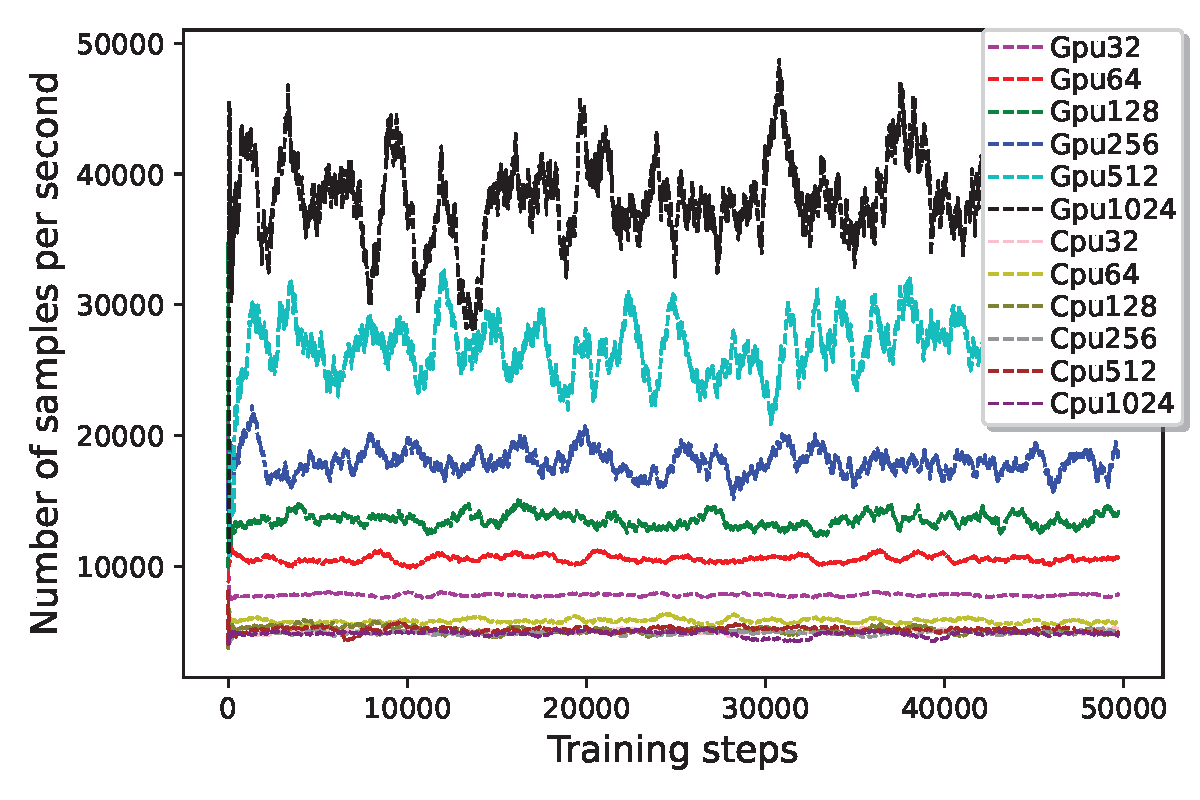 50000
40000
30000
20000
10000
Number of samples per second
0
10000
20000
30000
40000
50000
Training steps
Gpu32
Gpu64
Gpu128
Gpu256
Gpu512
Gpu1024
Cpu32
Cpu64
Cpu128
Cpu256
Cpu512
Cpu1024